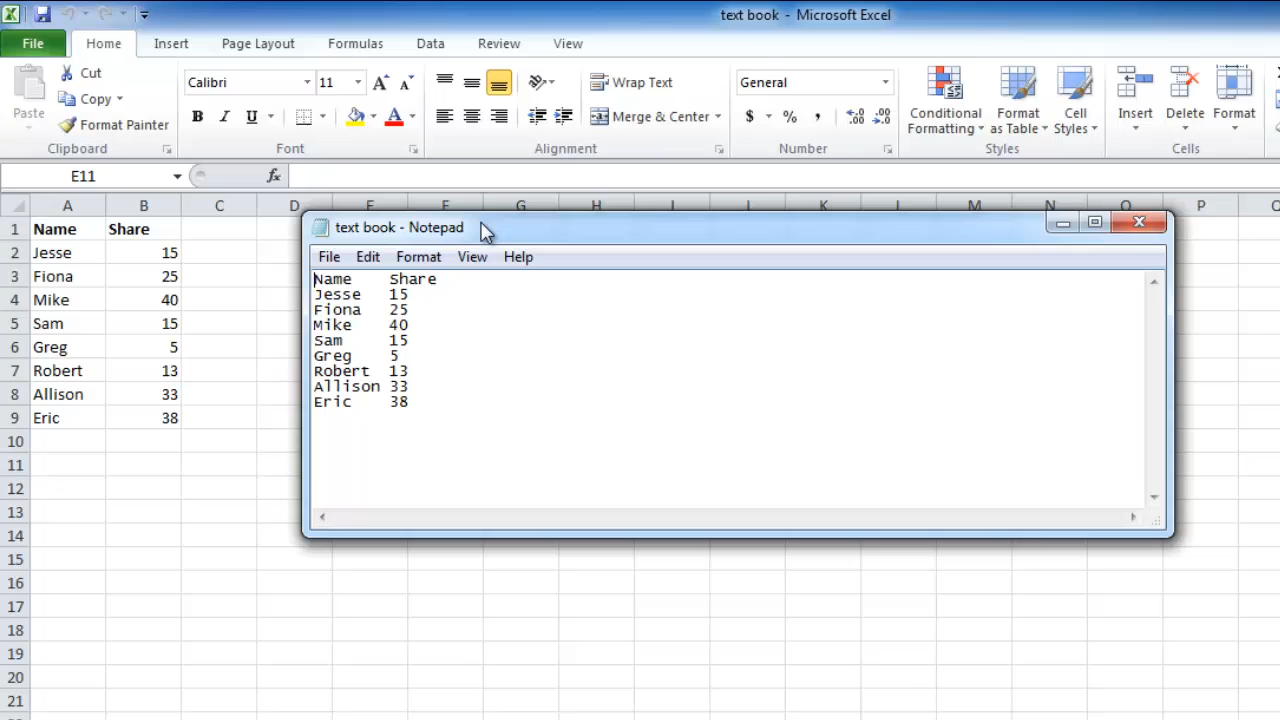 text book - Microsoft Excel
File Home Insert Page Layout Formulas Data Review View
Paste
Cut
Copy
Format Painter
Clipboard
Calibri 11 A A
B I U A
Font
Wrap Text
Merge & Center
Alignment
General
$ % ,
Number
Conditional Formatting
Format as Table
Cell Styles
Styles
Insert Delete Format
Cells
E11 fx
A B C D E F G H I J K L M N O P
1 Name Share
2 Jesse 15
3 Fiona 25
4 Mike 40
5 Sam 15
6 Greg 5
7 Robert 13
8 Allison 33
9 Eric 38
10
11
12
13
14
15
16
17
18
19
20
21
text book - Notepad
File Edit Format View Help
Name Share
Jesse 15
Fiona 25
Mike 40
Sam 15
Greg 5
Robert 13
Allison 33
Eric 38